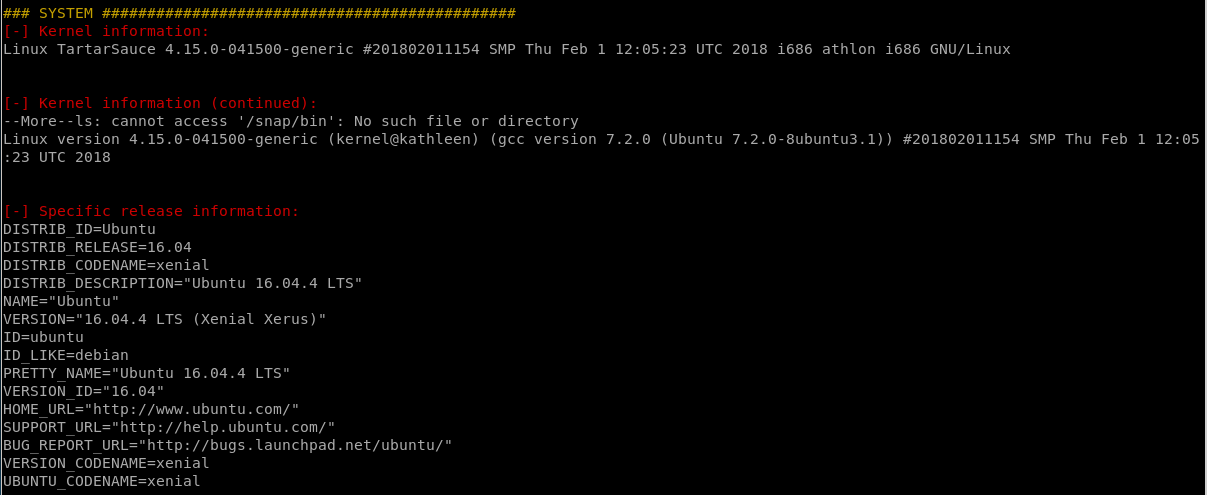 ### SYSTEM ##############################################
[-] Kernel information:
Linux TartarSauce 4.15.0-041500-generic #201802011154 SMP Thu Feb 1 12:05:23 UTC 2018 i686 athlon i686 GNU/Linux
[-] Kernel information (continued):
--More--ls: cannot access '/snap/bin': No such file or directory
Linux version 4.15.0-041500-generic (kernel@kathleen) (gcc version 7.2.0 (Ubuntu 7.2.0-8ubuntu3.1)) #201802011154 SMP Thu Feb 1 12:05
:23 UTC 2018
[-] Specific release information:
DISTRIB_ID=Ubuntu
DISTRIB_RELEASE=16.04
DISTRIB_CODENAME=xenial
DISTRIB_DESCRIPTION="Ubuntu 16.04.4 LTS"
NAME="Ubuntu"
VERSION="16.04.4 LTS (Xenial Xerus)"
ID=ubuntu
ID_LIKE=debian
PRETTY_NAME="Ubuntu 16.04.4 LTS"
VERSION_ID="16.04"
HOME_URL="http://www.ubuntu.com/"
SUPPORT_URL="http://help.ubuntu.com/"
BUG_REPORT_URL="http://bugs.launchpad.net/ubuntu/"
VERSION_CODENAME=xenial
UBUNTU_CODENAME=xenial